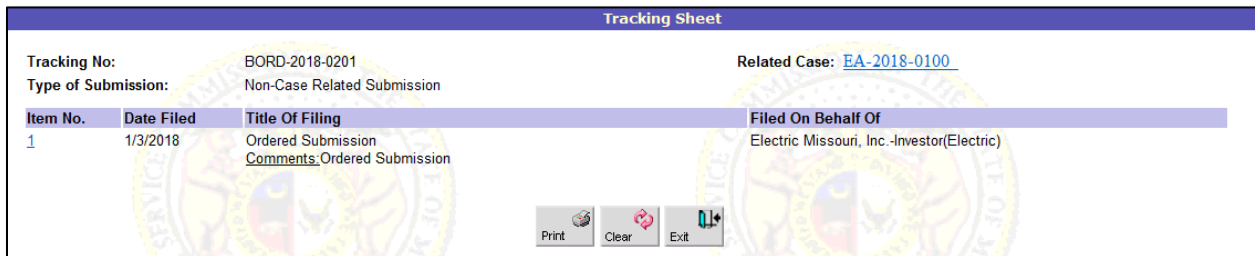 Tracking Sheet
Tracking No: BORD-2018-0201 Related Case: EA-2018-0100
Type of Submission: Non-Case Related Submission
Item No. Date Filed Title Of Filing Filed On Behalf Of
1 1/3/2018 Ordered Submission Electric Missouri, Inc.-Investor(Electric)
Comments:Ordered Submission
Print Clear Exit